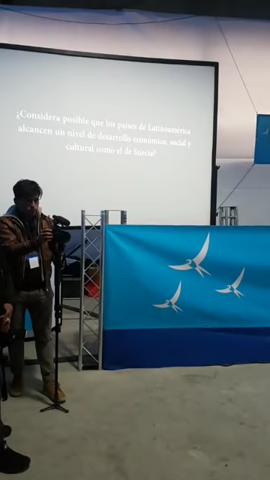 ¿Considera posible que los países de Latinoamérica
alcancen un nivel de desarrollo económico, social y
cultural como el de Suecia?